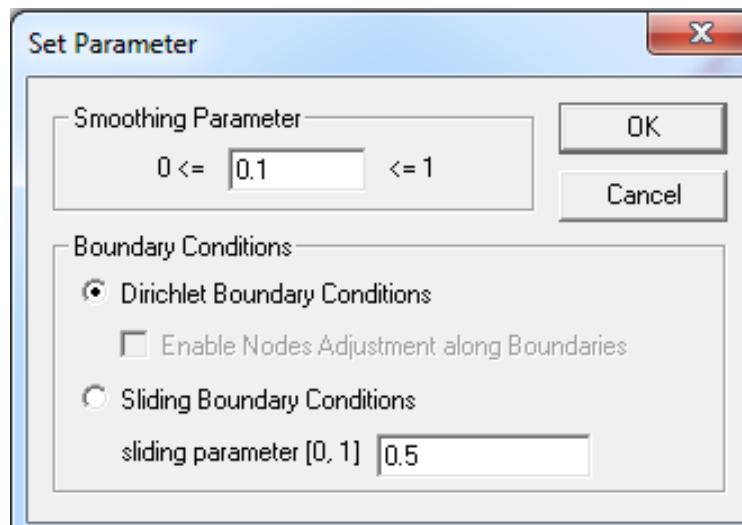 Set Parameter
Smoothing Parameter
0 <= 0.1 <= 1
OK
Cancel
Boundary Conditions
Dirichlet Boundary Conditions
Enable Nodes Adjustment along Boundaries
Sliding Boundary Conditions
sliding parameter [0, 1] 0.5